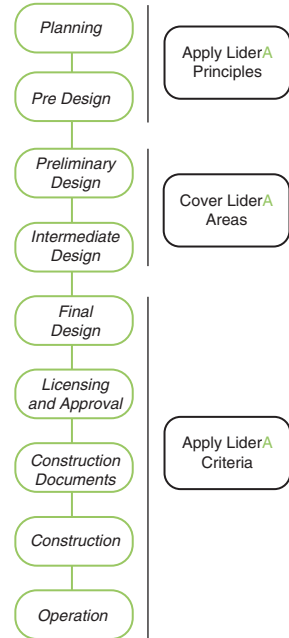 Planning
Apply LiderA
Principles
Pre Design
Preliminary
Design
Cover LiderA
Areas
Intermediate
Design
Final
Design
Licensing
and Approval
Apply LiderA
Criteria
Construction
Documents
Construction
Operation